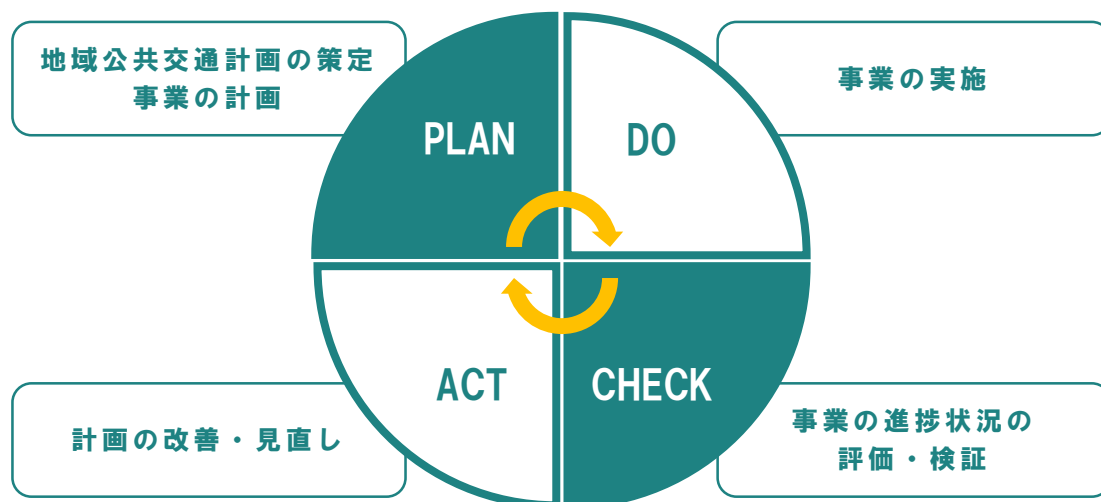 地域公共交通計画の策定
事業の計画
PLAN
DO
事業の実施
計画の改善・見直し
ACT
CHECK
事業の進捗状況の
評価・検証